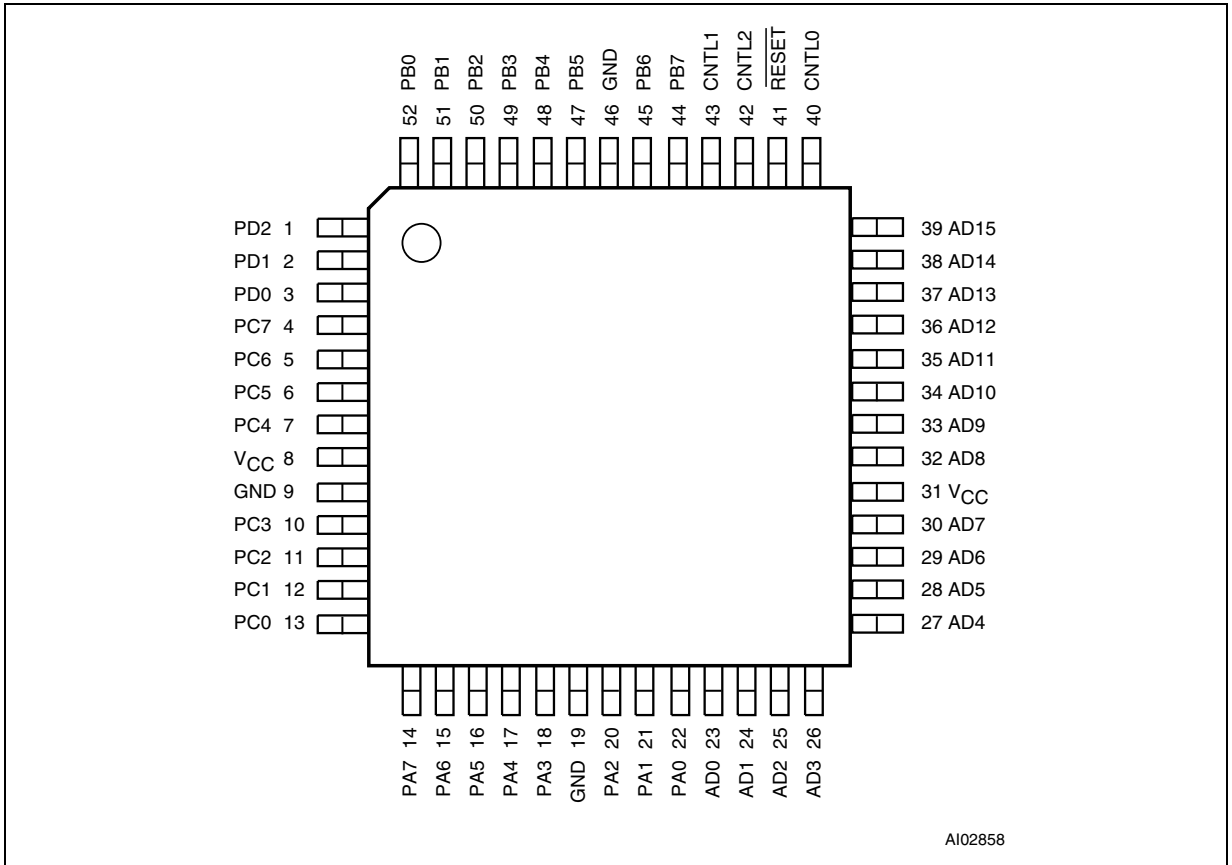 52 PB0
51 PB1
50 PB2
49 PB3
48 PB4
47 PB5
46 GND
45 PB6
44 PB7
43 CNTL1
42 CNTL2
41 RESET
40 CNTL0
PD2 1
PD1 2
PD0 3
PC7 4
PC6 5
PC5 6
PC4 7
VCC 8
GND 9
PC3 10
PC2 11
PC1 12
PC0 13
39 AD15
38 AD14
37 AD13
36 AD12
35 AD11
34 AD10
33 AD9
32 AD8
31 VCC
30 AD7
29 AD6
28 AD5
27 AD4
PA7 14
PA6 15
PA5 16
PA4 17
PA3 18
GND 19
PA2 20
PA1 21
PA0 22
AD0 23
AD1 24
AD2 25
AD3 26
AI02858